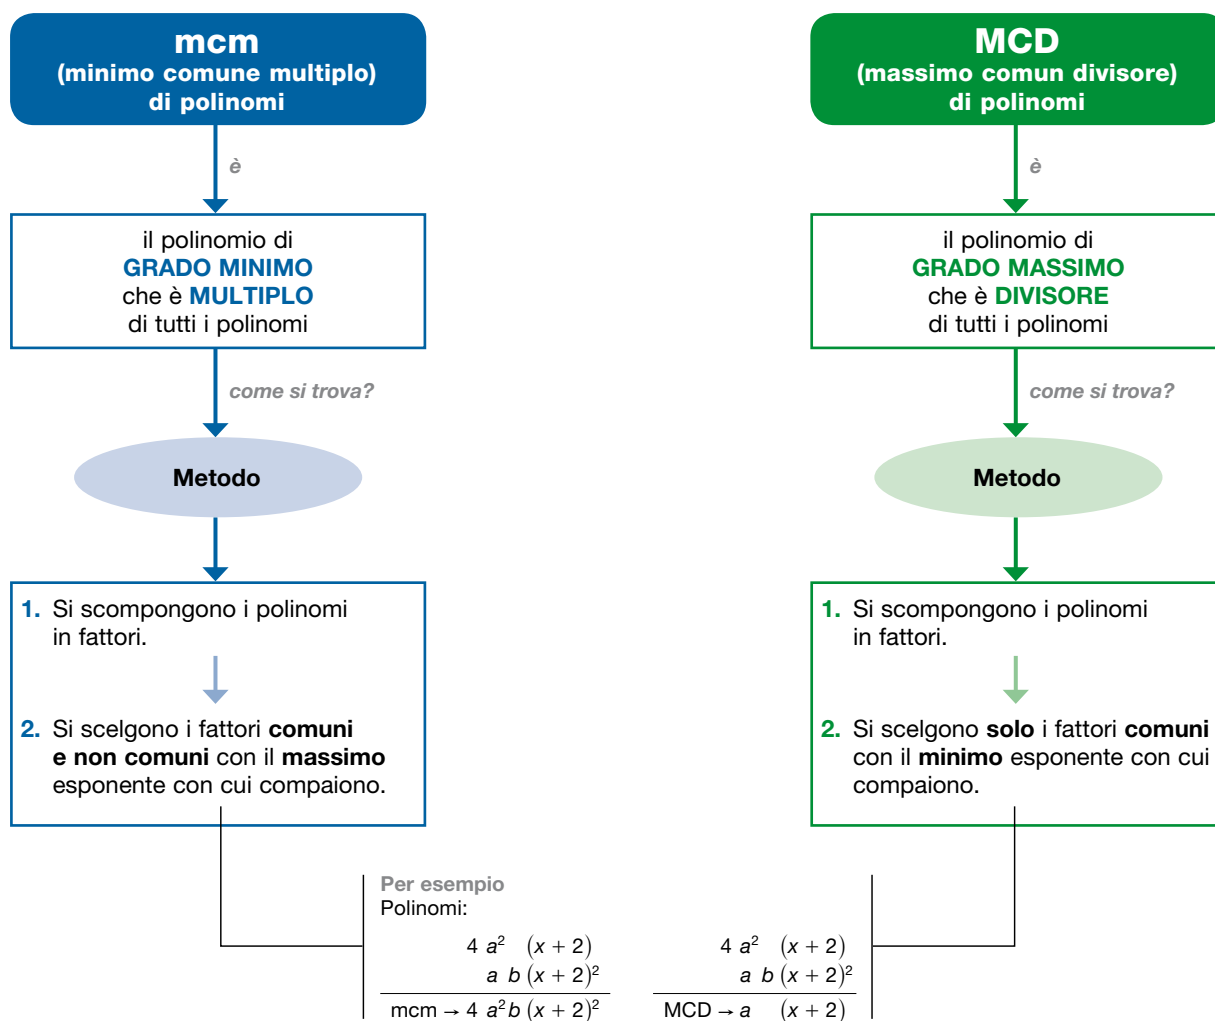 mcm
(minimo comune multiplo)
di polinomi
è
il polinomio di
GRADO MINIMO
che è MULTIPLO
di tutti i polinomi
come si trova?
Metodo
1. Si scompongono i polinomi
in fattori.
2. Si scelgono i fattori comuni
e non comuni con il massimo
esponente con cui compaiono.
MCD
(massimo comun divisore)
di polinomi
è
il polinomio di
GRADO MASSIMO
che è DIVISORE
di tutti i polinomi
come si trova?
Metodo
1. Si scompongono i polinomi
in fattori.
2. Si scelgono solo i fattori comuni
con il minimo esponente con cui
compaiono.
Per esempio
Polinomi:
4 a² (x + 2)
a b (x + 2)²
mcm → 4 a² b (x + 2)²
4 a² (x + 2)
a b (x + 2)²
MCD → a (x + 2)